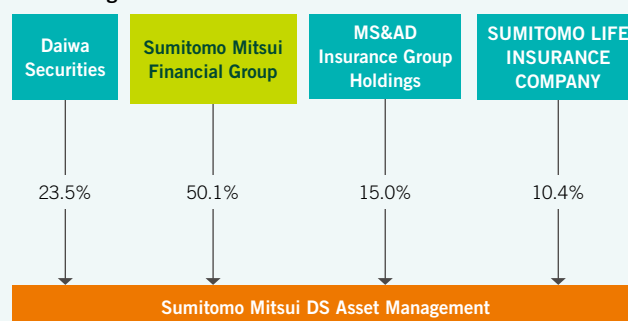 Daiwa
Securities
Sumitomo Mitsui
Financial Group
MS&AD
Insurance Group
Holdings
SUMITOMO LIFE
INSURANCE
COMPANY
23.5%
50.1%
15.0%
10.4%
Sumitomo Mitsui DS Asset Management